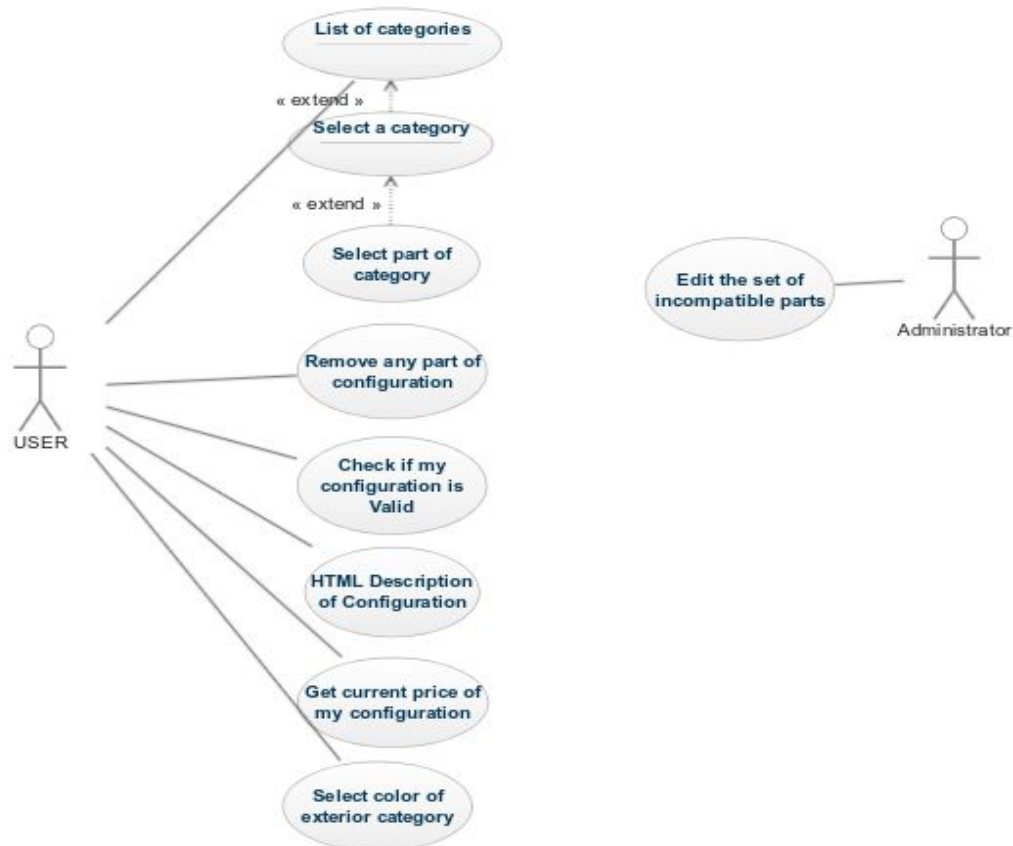 List of categories
« extend »
Select a category
« extend »
Select part of
category
Edit the set of
incompatible parts
Administrator
Remove any part of
configuration
USER
Check if my
configuration is
Valid
HTML Description
of Configuration
Get current price of
my configuration
Select color of
exterior category